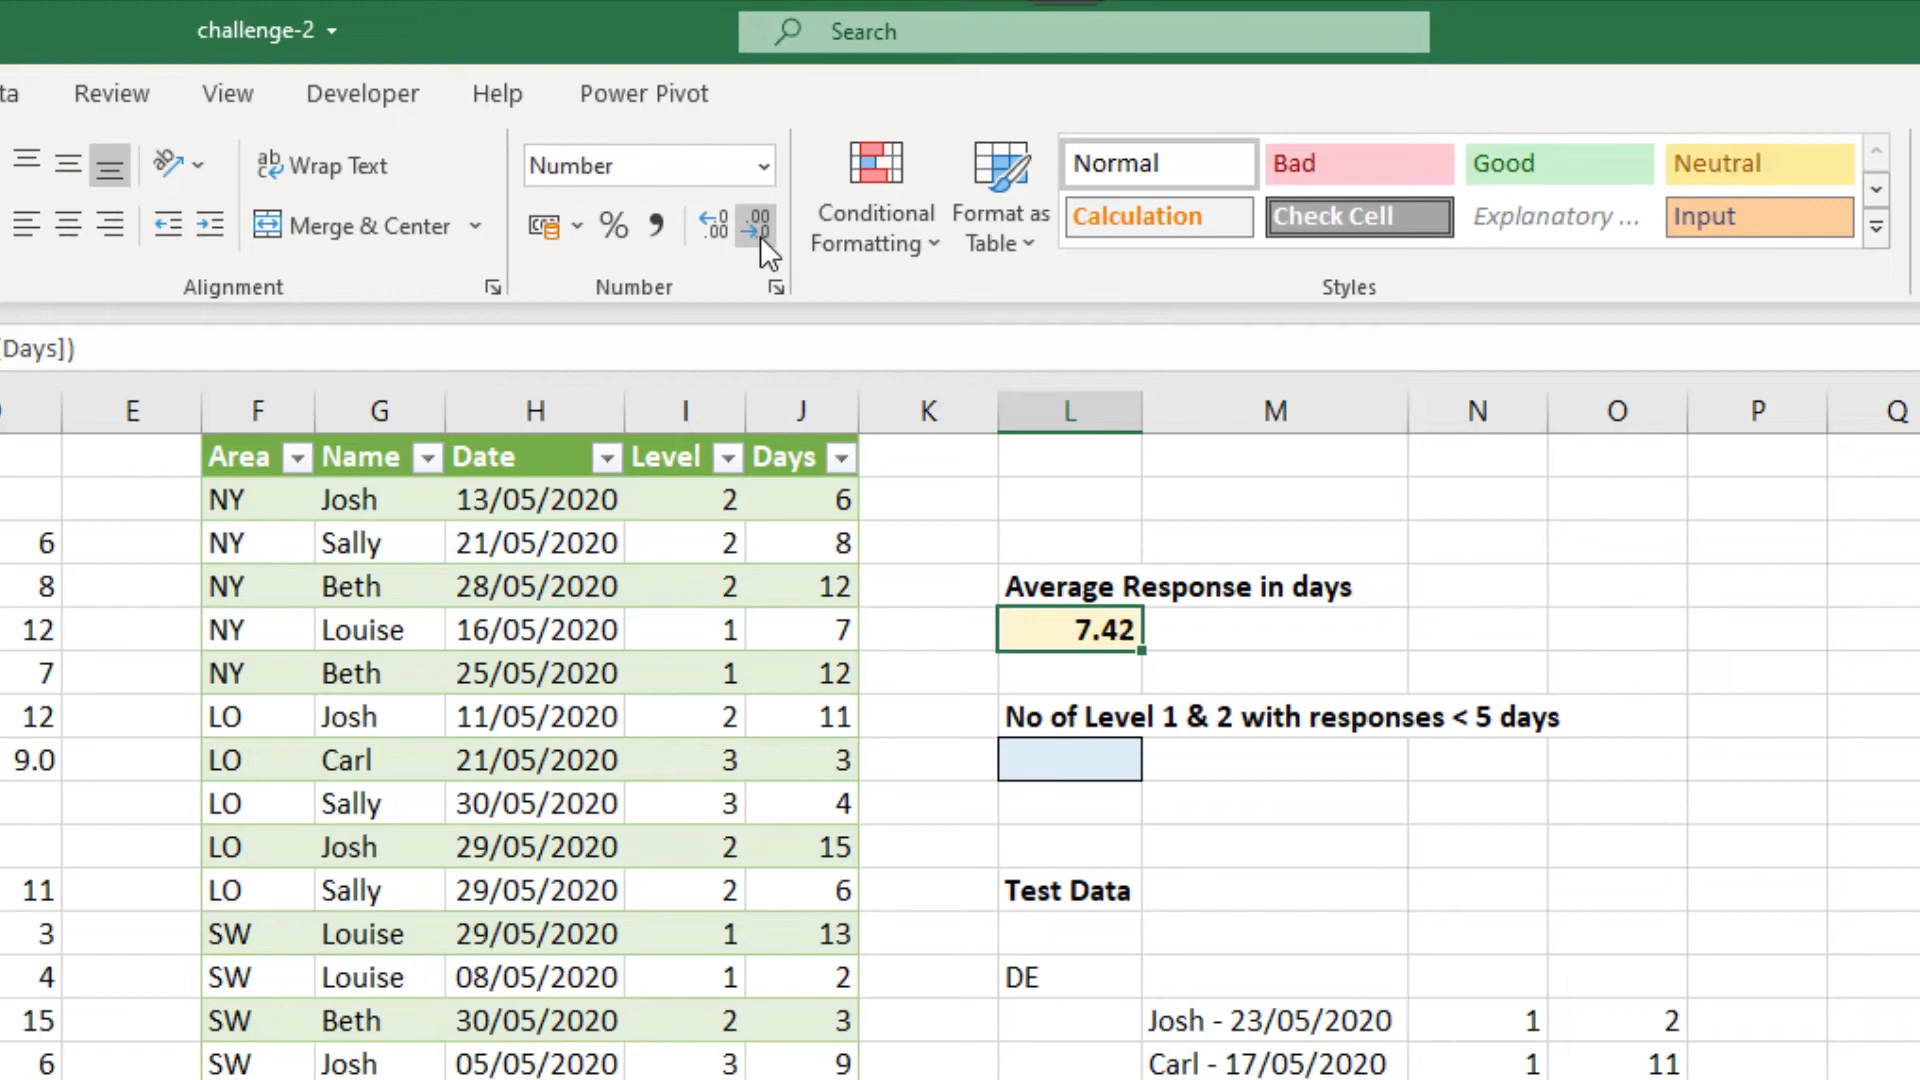 challenge-2
Search
ta Review View Developer Help Power Pivot
ab Wrap Text
Number
Conditional Formatting
Format as Table
Normal Bad Good Neutral
Merge & Center
% 0 .00 .00 0
Calculation Check Cell Explanatory ... Input
Alignment Number Styles
[Days])
E F G H I J K L M N O P Q
Area Name Date Level Days
NY Josh 13/05/2020 2 6
6 NY Sally 21/05/2020 2 8
8 NY Beth 28/05/2020 2 12 Average Response in days
12 NY Louise 16/05/2020 1 7 7.42
7 NY Beth 25/05/2020 1 12
12 LO Josh 11/05/2020 2 11 No of Level 1 & 2 with responses < 5 days
9.0 LO Carl 21/05/2020 3 3
LO Sally 30/05/2020 3 4
LO Josh 29/05/2020 2 15
11 LO Sally 29/05/2020 2 6 Test Data
3 SW Louise 29/05/2020 1 13
4 SW Louise 08/05/2020 1 2 DE
15 SW Beth 30/05/2020 2 3 Josh - 23/05/2020 1 2
6 SW Josh 05/05/2020 3 9 Carl - 17/05/2020 1 11